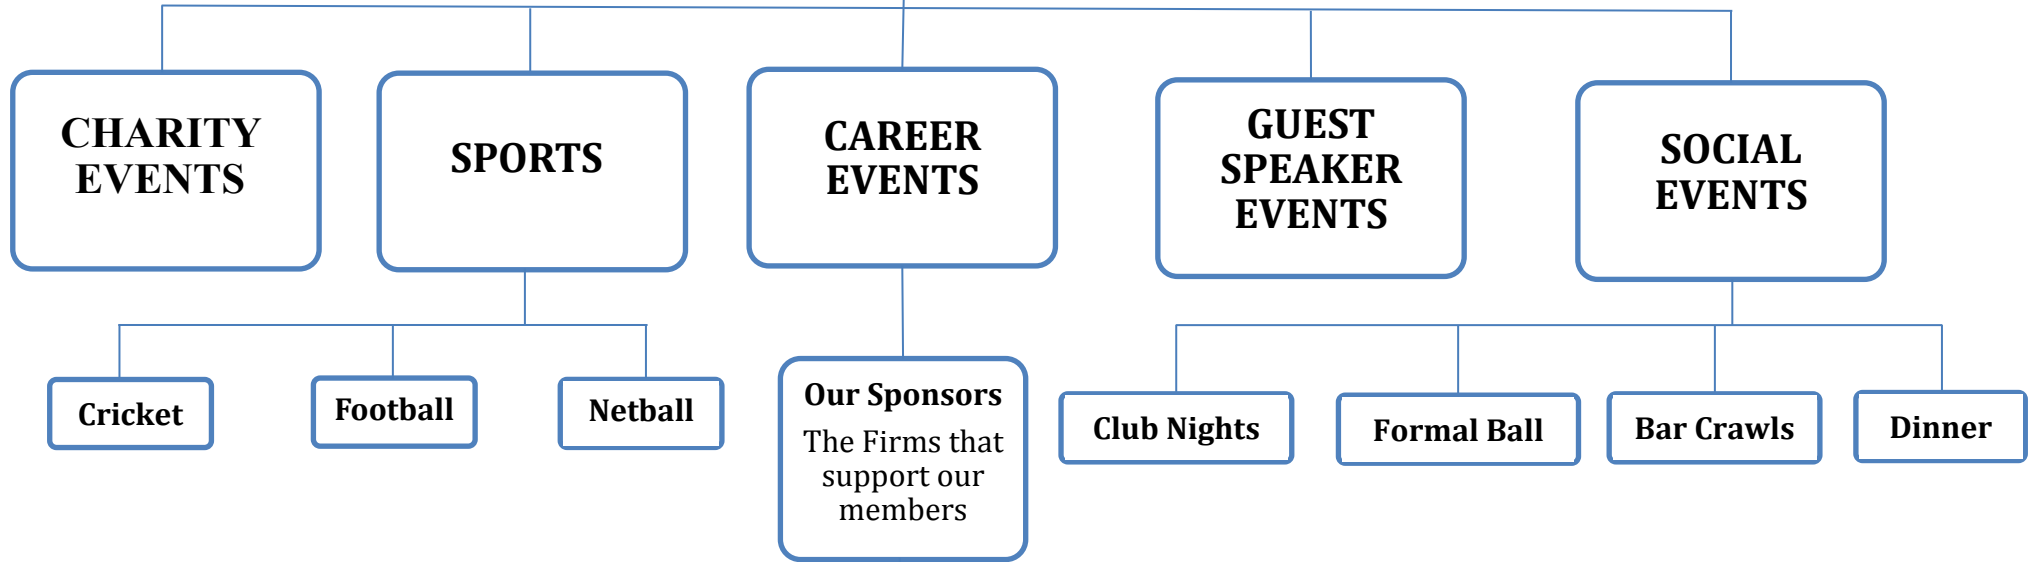 CHARITY
EVENTS
SPORTS
CAREER
EVENTS
GUEST
SPEAKER
EVENTS
SOCIAL
EVENTS
Cricket
Football
Netball
Our Sponsors
The Firms that
support our
members
Club Nights
Formal Ball
Bar Crawls
Dinner